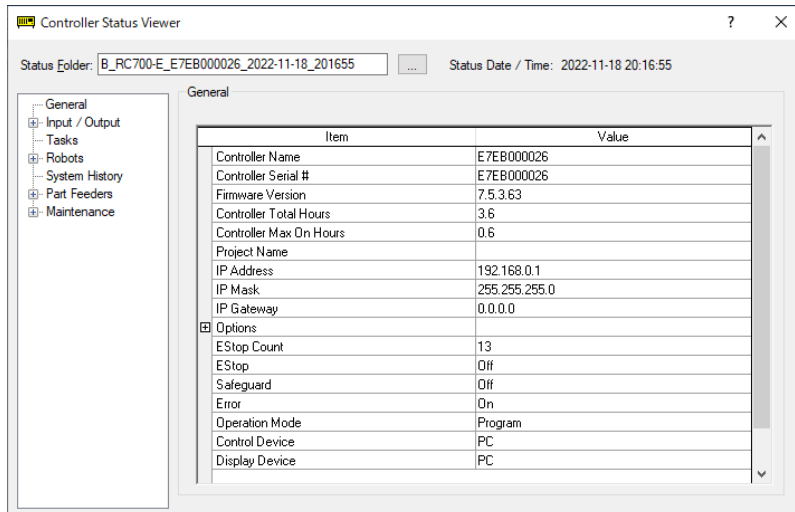 Controller Status Viewer ? ×
Status Folder: B_RC700-E_E7EB000026_2022-11-18_201655 ... Status Date / Time: 2022-11-18 20:16:55
General
Input / Output
Tasks
Robots
System History
Part Feeders
Maintenance
General
Item Value
Controller Name E7EB000026
Controller Serial # E7EB000026
Firmware Version 7.5.3.63
Controller Total Hours 3.6
Controller Max On Hours 0.6
Project Name
IP Address 192.168.0.1
IP Mask 255.255.255.0
IP Gateway 0.0.0.0
Options
EStop Count 13
EStop Off
Safeguard Off
Error On
Operation Mode Program
Control Device PC
Display Device PC